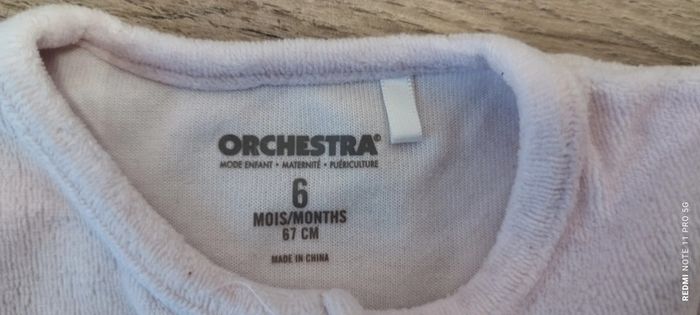 ORCHESTRA®
MODE ENFANT • MATERNITÉ • PUÉRICULTURE
6
MOIS/MONTHS
67 CM
MADE IN CHINA
REDMI NOTE 11 PRO 5G